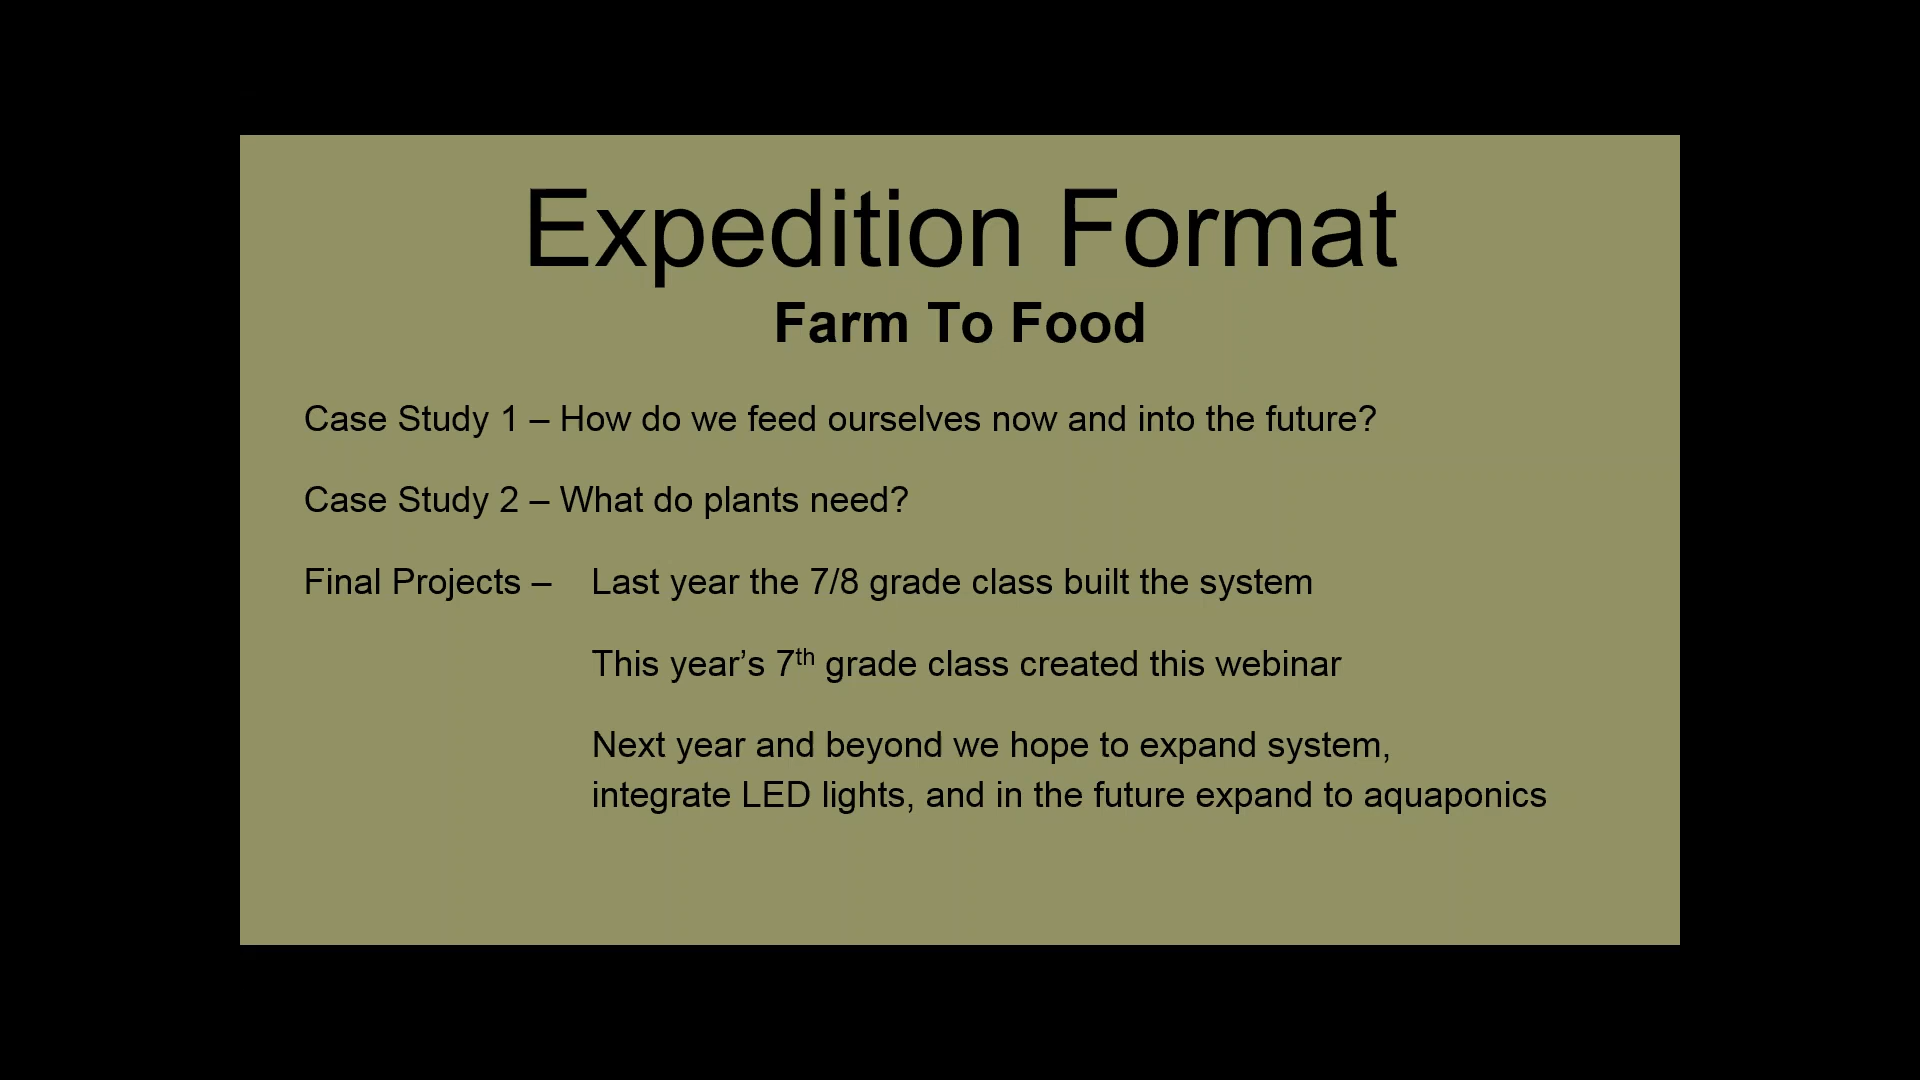 Expedition Format
Farm To Food
Case Study 1 – How do we feed ourselves now and into the future?
Case Study 2 – What do plants need?
Final Projects – Last year the 7/8 grade class built the system
This year’s 7th grade class created this webinar
Next year and beyond we hope to expand system,
integrate LED lights, and in the future expand to aquaponics